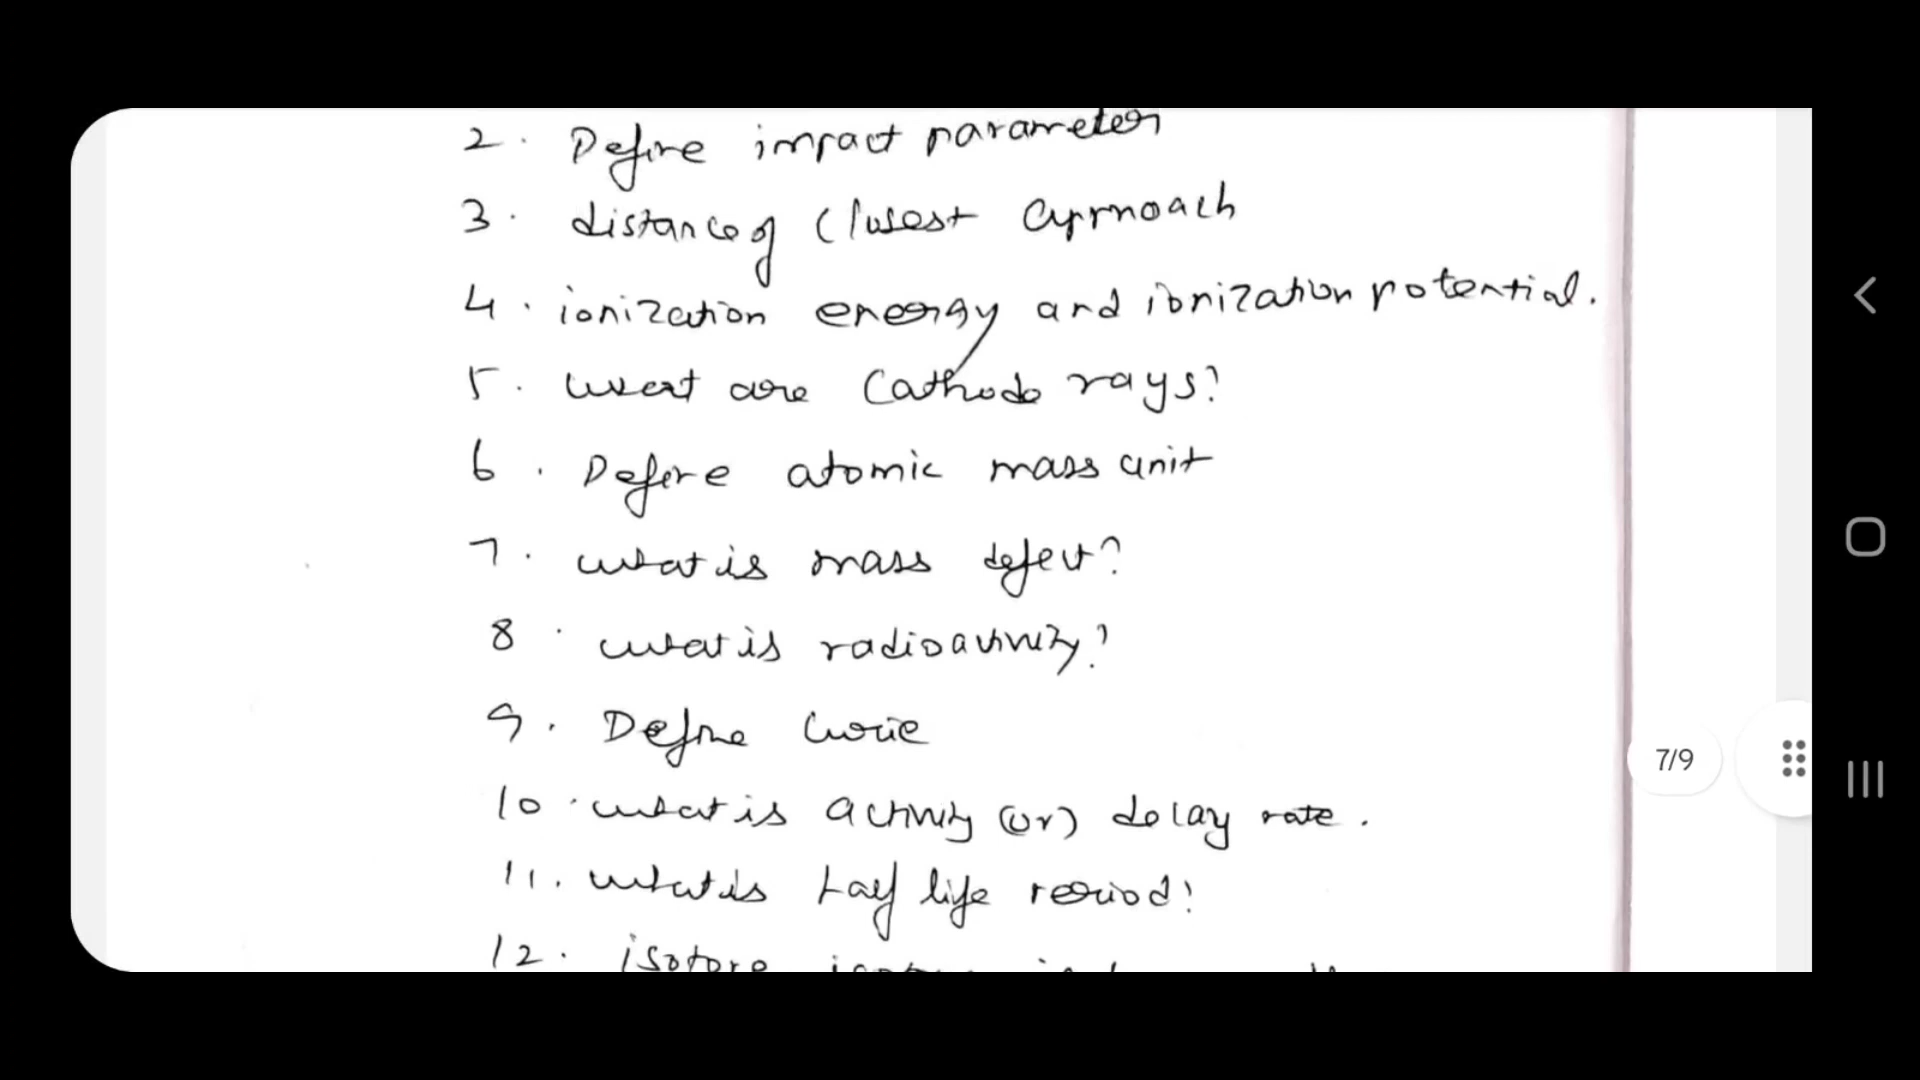 2. Define impact parameter
3. distance of Closest approach
4. ionization energy and ionization potential.
5. What are Cathode rays?
6. Define atomic mass unit
7. what is mass defect?
8. what is radioactivity?
9. Define Curie
7/9
10. what is activity (or) decay rate.
11. what is half life period?
12. isotope